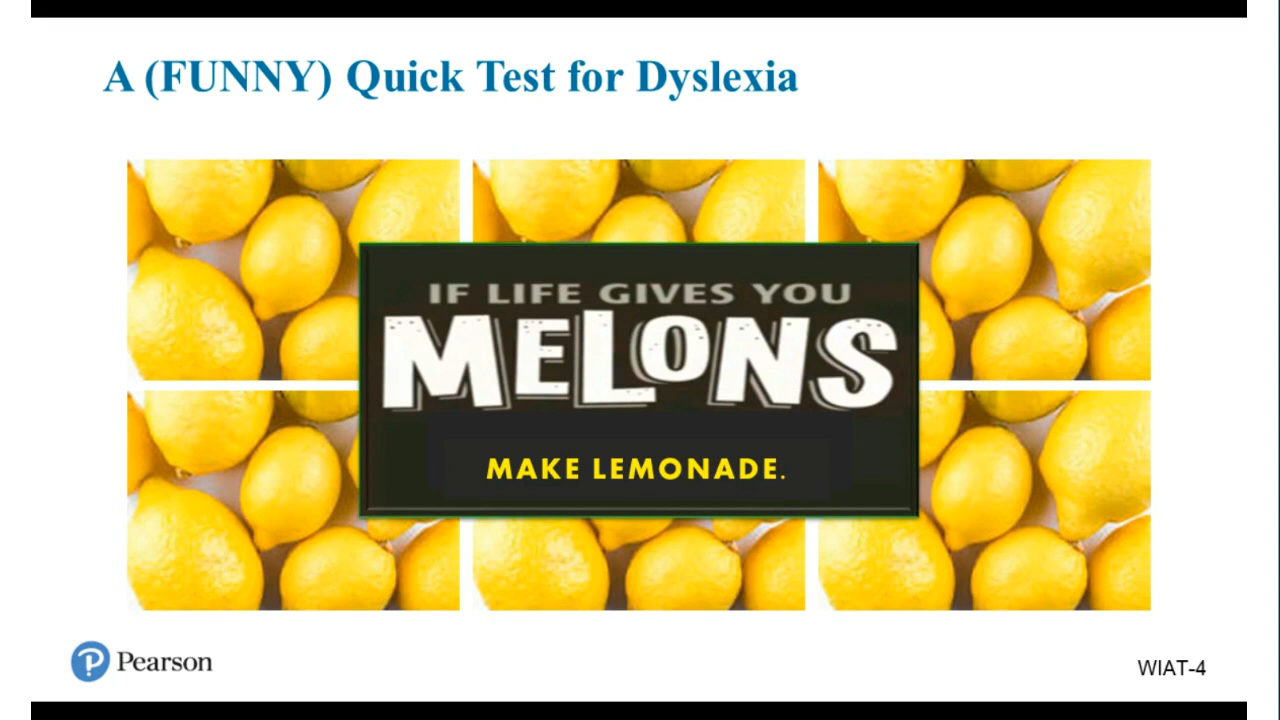 A (FUNNY) Quick Test for Dyslexia
IF LIFE GIVES YOU
MELONS
MAKE LEMONADE.
Pearson
WIAT-4